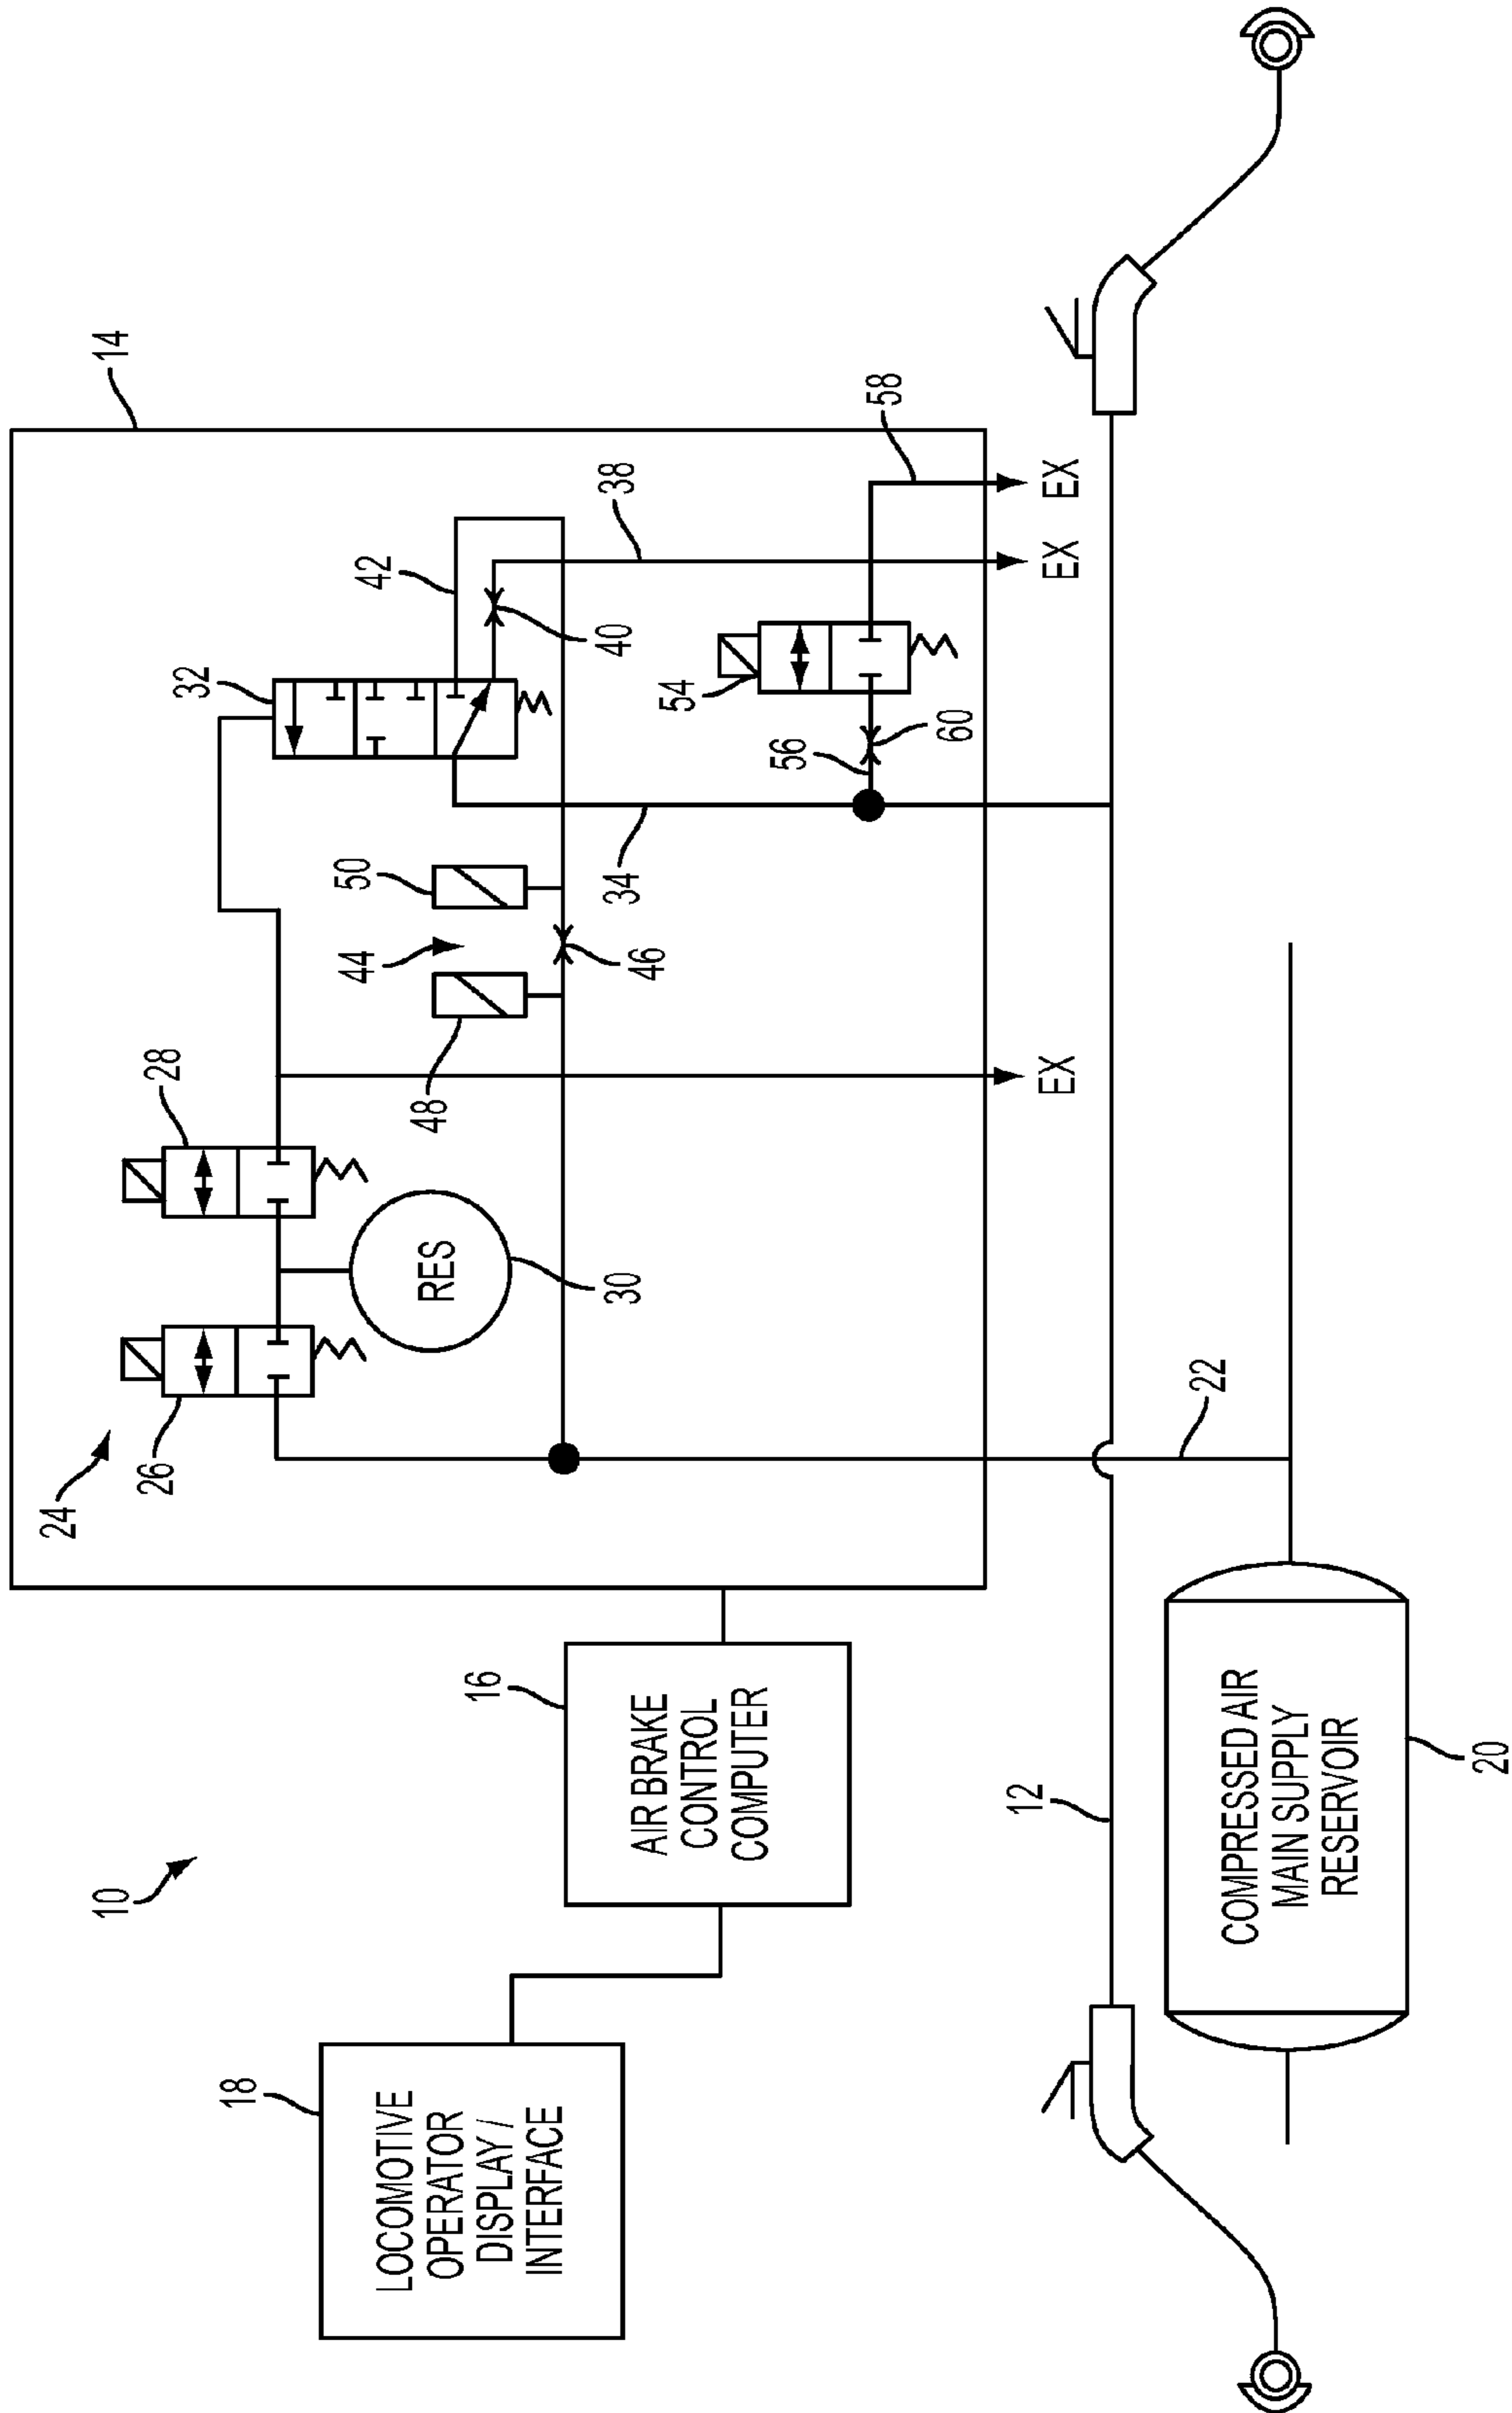 10
18
LOCOMOTIVE
OPERATOR
DISPLAY /
INTERFACE
16
AIR BRAKE
CONTROL
COMPUTER
14
24
26
28
RES
30
32
42
40
38
50
44
48
46
34
54
56
60
58
EX
EX
EX
22
12
COMPRESSED AIR
MAIN SUPPLY
RESERVOIR
20